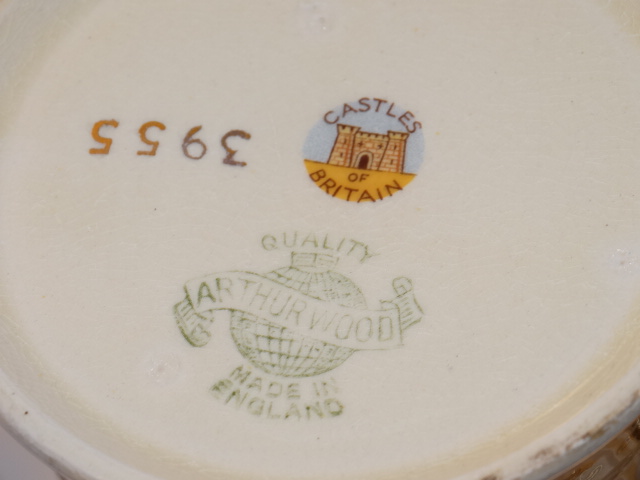 3955
CASTLES
OF
BRITAIN
QUALITY
ARTHUR WOOD
MADE IN
ENGLAND